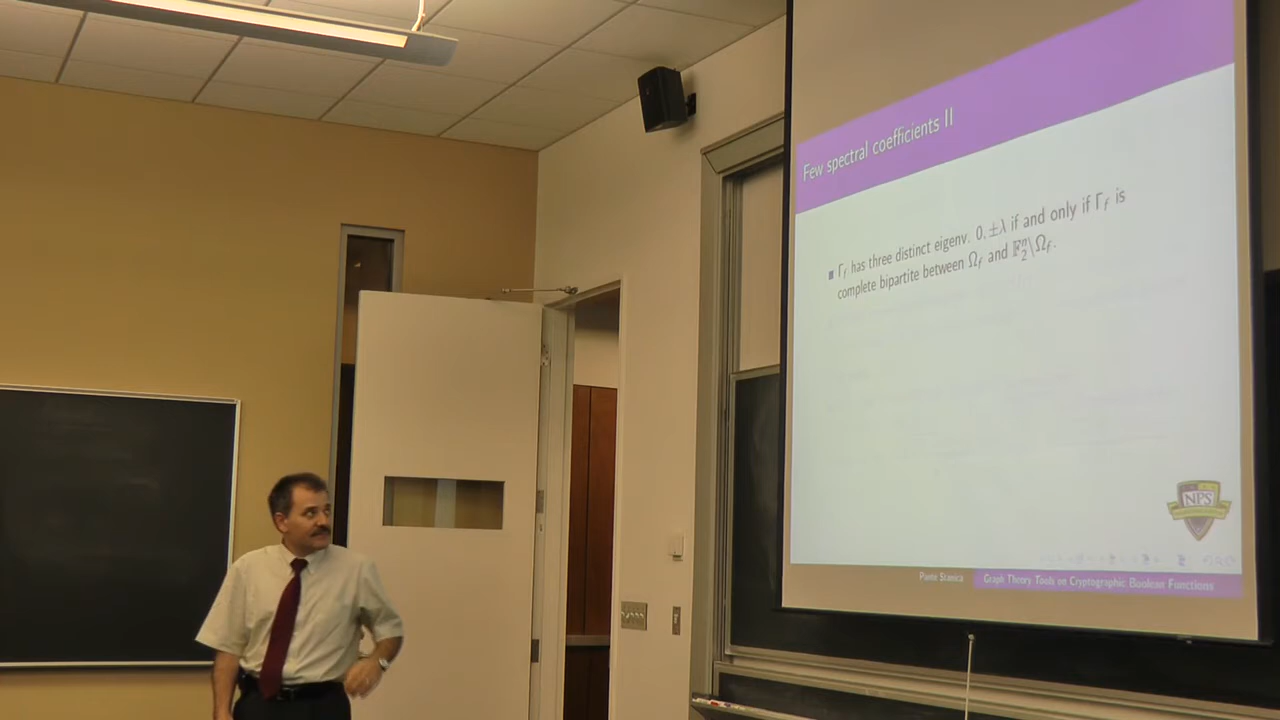 Few spectral coefficients II
Γf has three distinct eigenv. 0, ±λ if and only if Γf is
complete bipartite between Ωf and 𝔽₂ⁿ\Ωf.
NPS
Pante Stanica Graph Theory Tools on Cryptographic Boolean Functions